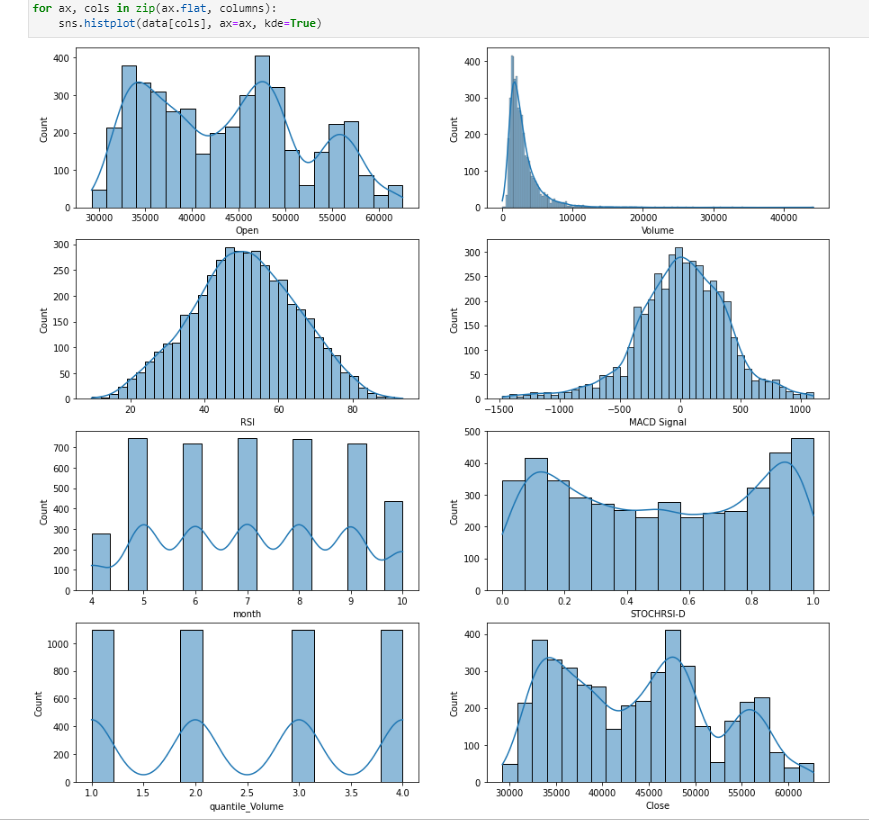 for ax, cols in zip(ax.flat, columns):
    sns.histplot(data[cols], ax=ax, kde=True)
400
300
200
100
0
Count
30000 35000 40000 45000 50000 55000 60000
Open
400
300
200
100
0
Count
0 10000 20000 30000 40000
Volume
300
250
200
150
100
50
0
Count
20 40 60 80
RSI
300
250
200
150
100
50
0
Count
−1500 −1000 −500 0 500 1000
MACD Signal
700
600
500
400
300
200
100
0
Count
4 5 6 7 8 9 10
month
500
400
300
200
100
0
Count
0.0 0.2 0.4 0.6 0.8 1.0
STOCHRSI-D
1000
800
600
400
200
0
Count
1.0 1.5 2.0 2.5 3.0 3.5 4.0
quantile_Volume
400
300
200
100
0
Count
30000 35000 40000 45000 50000 55000 60000
Close